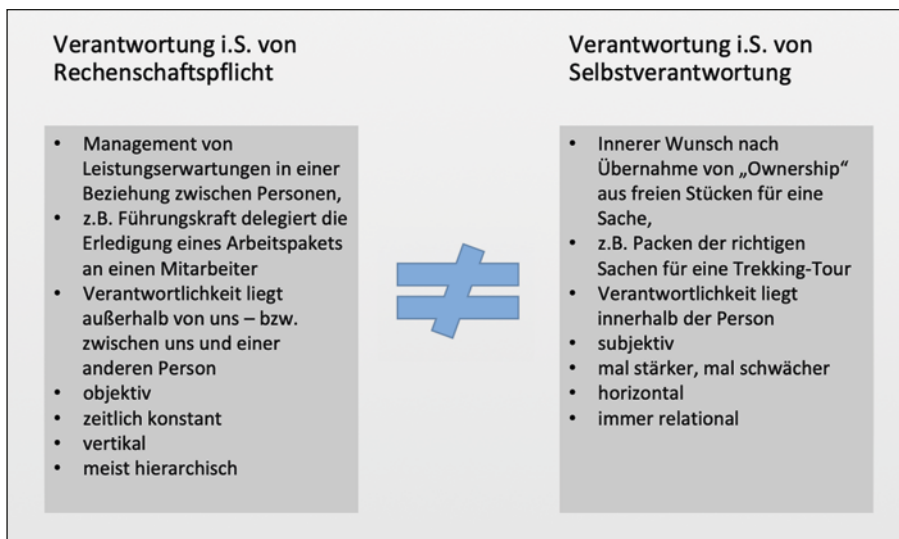 Verantwortung i.S. von
Rechenschaftspflicht
• Management von
Leistungserwartungen in einer
Beziehung zwischen Personen,
• z.B. Führungskraft delegiert die
Erledigung eines Arbeitspakets
an einen Mitarbeiter
• Verantwortlichkeit liegt
außerhalb von uns – bzw.
zwischen uns und einer
anderen Person
• objektiv
• zeitlich konstant
• vertikal
• meist hierarchisch
≠
Verantwortung i.S. von
Selbstverantwortung
• Innerer Wunsch nach
Übernahme von „Ownership“
aus freien Stücken für eine
Sache,
• z.B. Packen der richtigen
Sachen für eine Trekking-Tour
• Verantwortlichkeit liegt
innerhalb der Person
• subjektiv
• mal stärker, mal schwächer
• horizontal
• immer relational